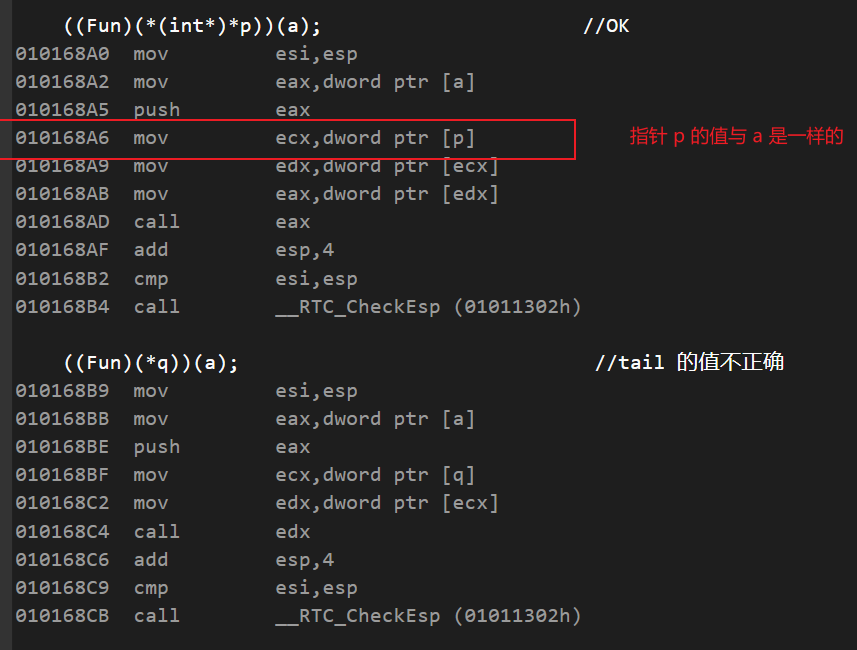 ((Fun)(*(int*)*p))(a); //OK
010168A0 mov esi,esp
010168A2 mov eax,dword ptr [a]
010168A5 push eax
010168A6 mov ecx,dword ptr [p] 指针 p 的值与 a 是一样的
010168A9 mov edx,dword ptr [ecx]
010168AB mov eax,dword ptr [edx]
010168AD call eax
010168AF add esp,4
010168B2 cmp esi,esp
010168B4 call __RTC_CheckEsp (01011302h)
((Fun)(*q))(a); //tail 的值不正确
010168B9 mov esi,esp
010168BB mov eax,dword ptr [a]
010168BE push eax
010168BF mov ecx,dword ptr [q]
010168C2 mov edx,dword ptr [ecx]
010168C4 call edx
010168C6 add esp,4
010168C9 cmp esi,esp
010168CB call __RTC_CheckEsp (01011302h)